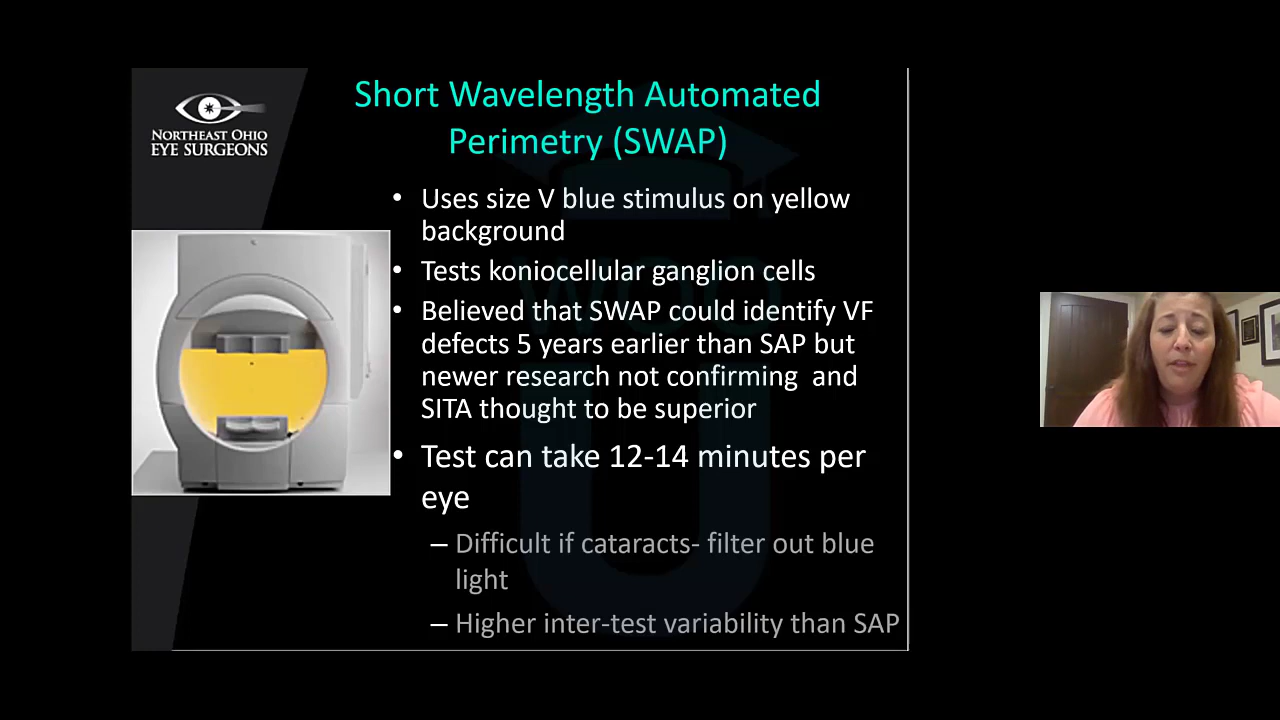 Short Wavelength Automated
Perimetry (SWAP)
NORTHEAST OHIO
EYE SURGEONS
• Uses size V blue stimulus on yellow
background
• Tests koniocellular ganglion cells
• Believed that SWAP could identify VF
defects 5 years earlier than SAP but
newer research not confirming and
SITA thought to be superior
• Test can take 12-14 minutes per
eye
– Difficult if cataracts- filter out blue
light
– Higher inter-test variability than SAP